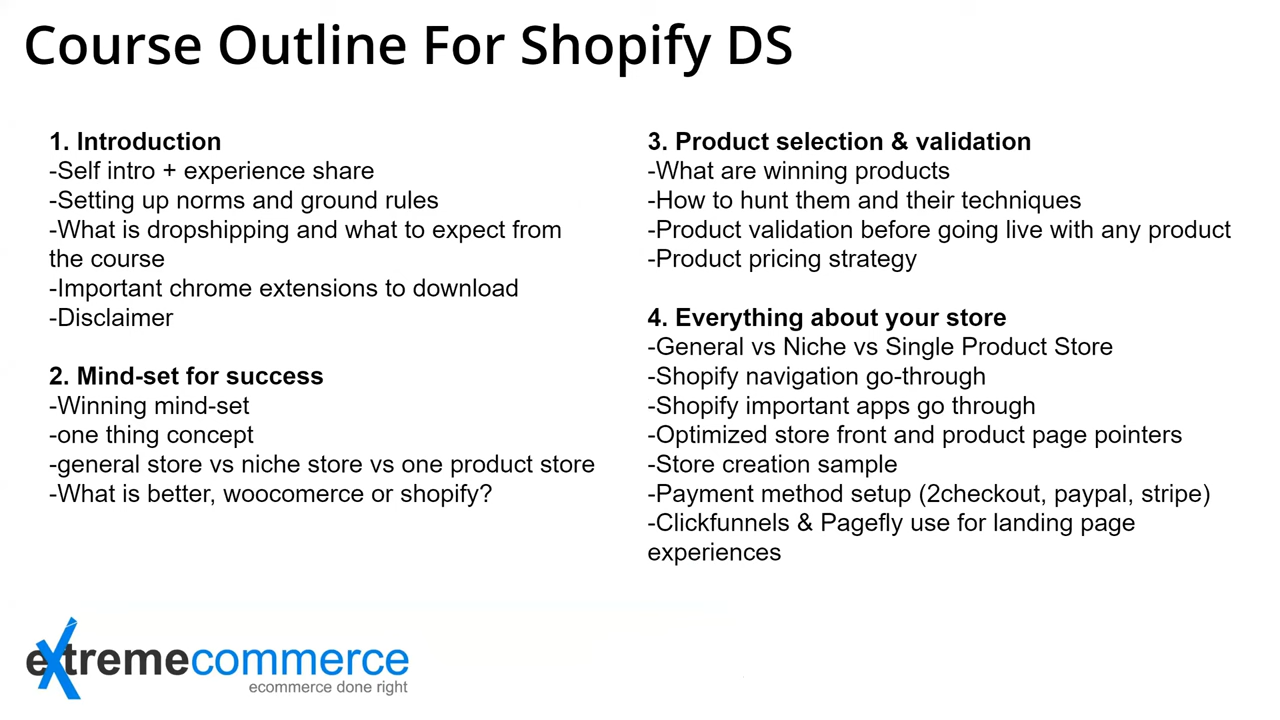 Course Outline For Shopify DS
1. Introduction
-Self intro + experience share
-Setting up norms and ground rules
-What is dropshipping and what to expect from
the course
-Important chrome extensions to download
-Disclaimer
2. Mind-set for success
-Winning mind-set
-one thing concept
-general store vs niche store vs one product store
-What is better, woocomerce or shopify?
3. Product selection & validation
-What are winning products
-How to hunt them and their techniques
-Product validation before going live with any product
-Product pricing strategy
4. Everything about your store
-General vs Niche vs Single Product Store
-Shopify navigation go-through
-Shopify important apps go through
-Optimized store front and product page pointers
-Store creation sample
-Payment method setup (2checkout, paypal, stripe)
-Clickfunnels & Pagefly use for landing page
experiences
extremecommerce
ecommerce done right